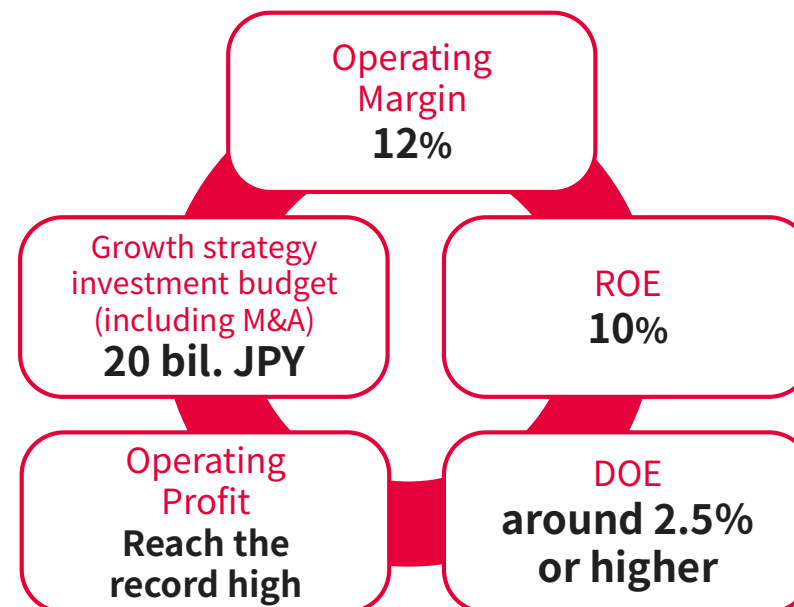 Operating
Margin
12%
Growth strategy
investment budget
(including M&A)
20 bil. JPY
ROE
10%
Operating
Profit
Reach the
record high
DOE
around 2.5%
or higher